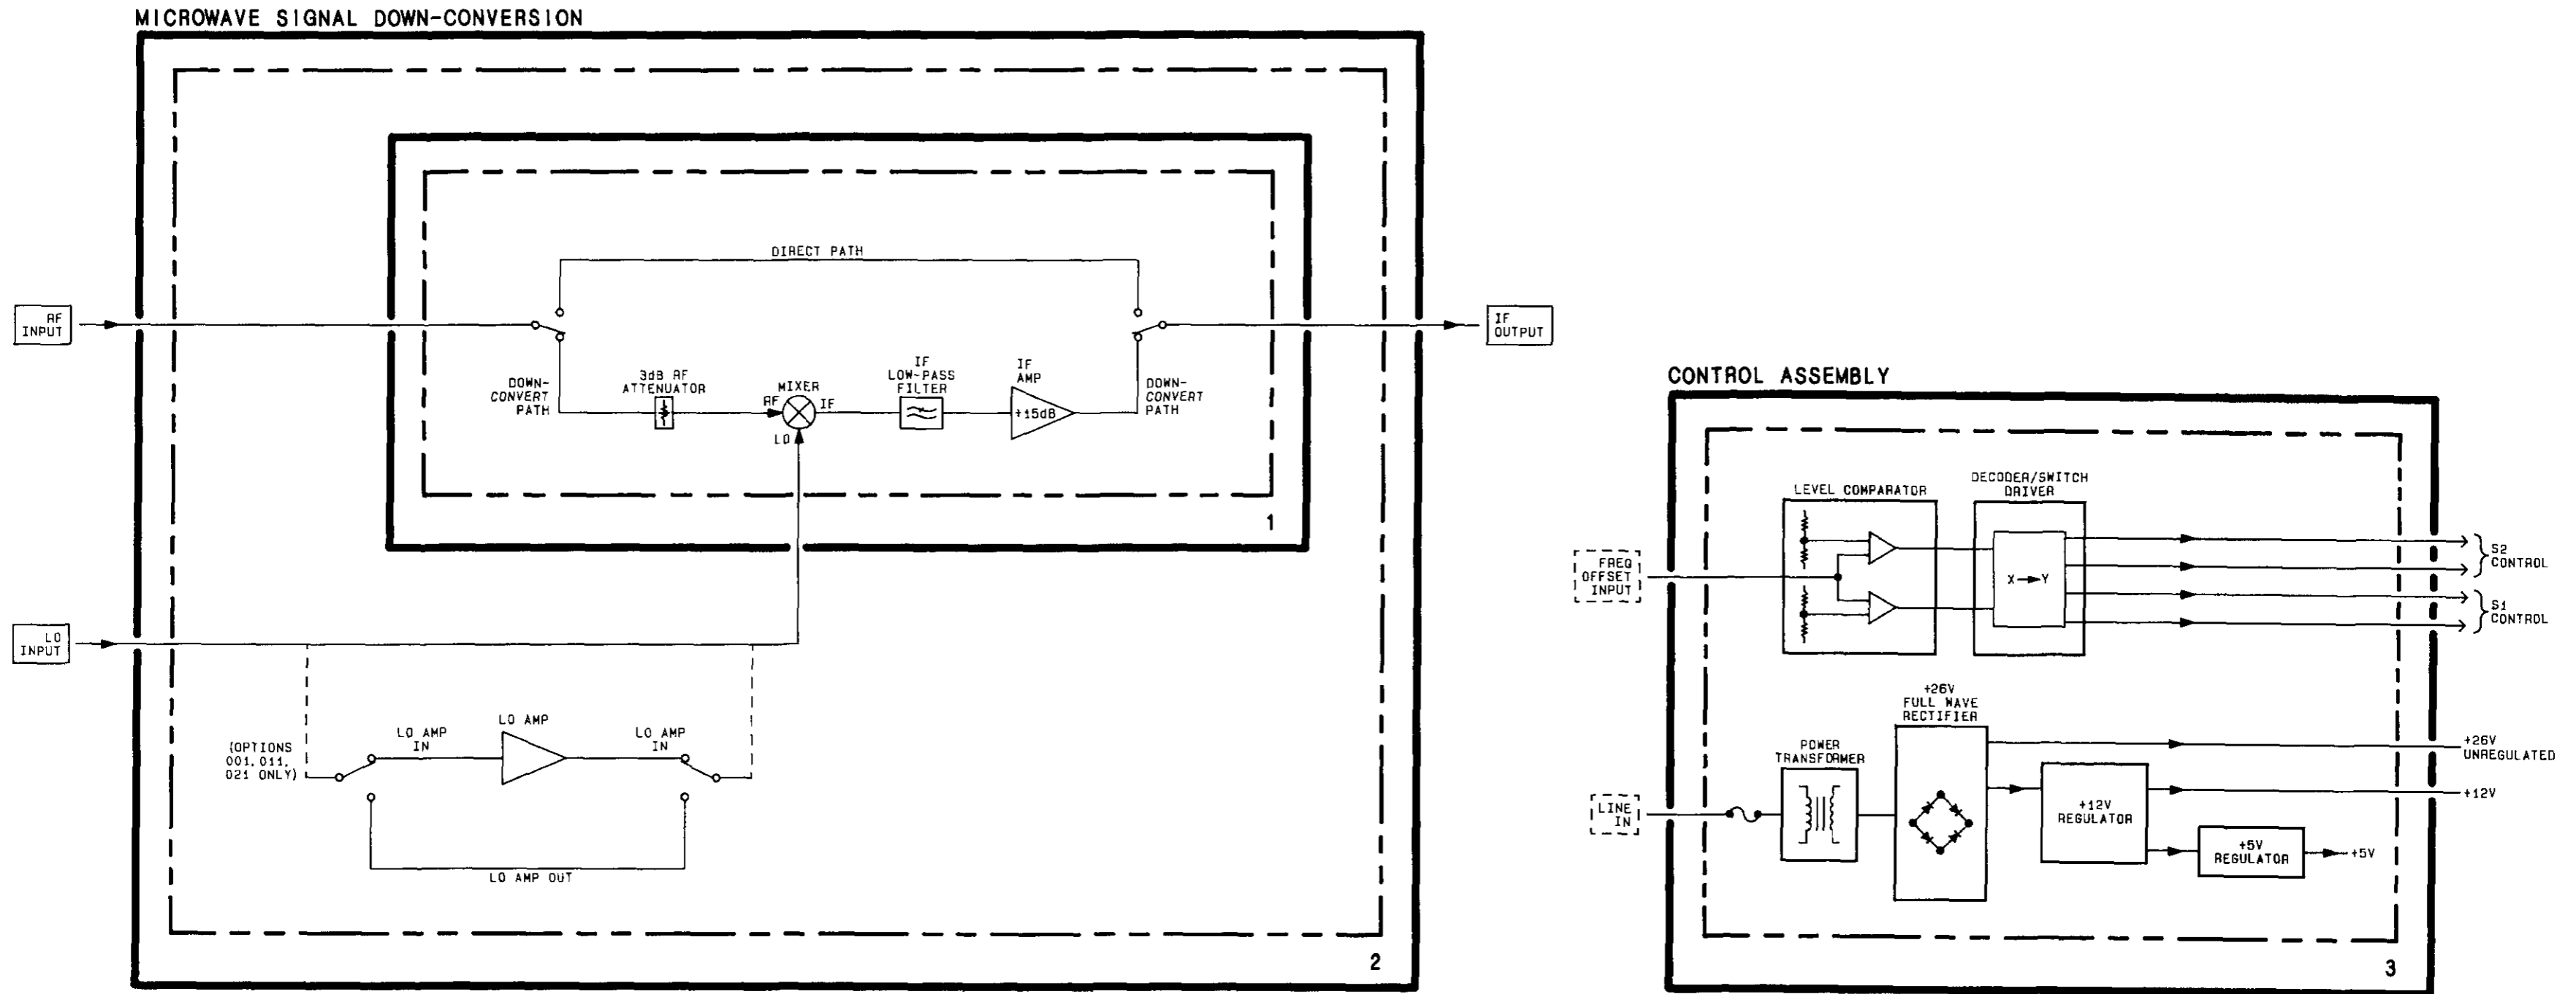 MICROWAVE SIGNAL DOWN-CONVERSION
DIRECT PATH
RF
INPUT
IF
OUTPUT
DOWN-
CONVERT
PATH
3dB RF
ATTENUATOR
MIXER
RF
IF
LO
IF
LOW-PASS
FILTER
IF
AMP
+15dB
DOWN-
CONVERT
PATH
1
LO
INPUT
(OPTIONS
001, 011,
021 ONLY)
LO AMP
IN
LO AMP
LO AMP
IN
LO AMP OUT
2
CONTROL ASSEMBLY
LEVEL COMPARATOR
DECODER/SWITCH
DRIVER
FREQ
OFFSET
INPUT
X→Y
S2
CONTROL
S1
CONTROL
+26V
FULL WAVE
RECTIFIER
POWER
TRANSFORMER
LINE
IN
+12V
REGULATOR
+5V
REGULATOR
+5V
+26V
UNREGULATED
+12V
3